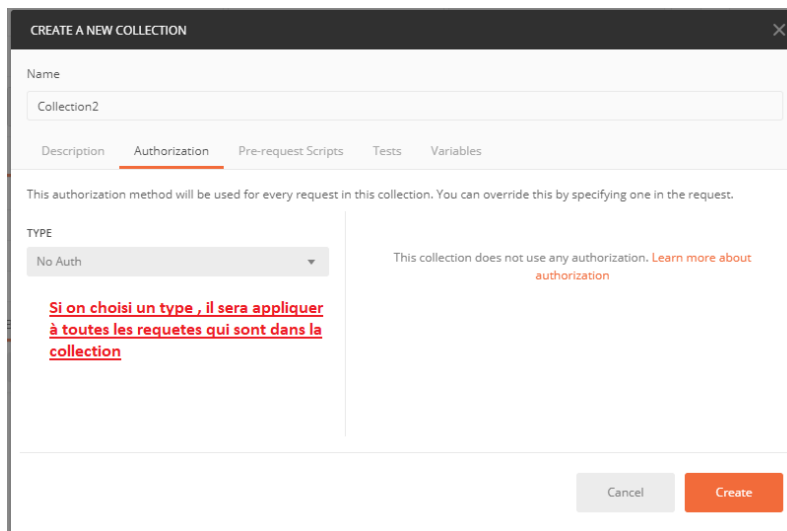 CREATE A NEW COLLECTION
Name
Collection2
Description Authorization Pre-request Scripts Tests Variables
This authorization method will be used for every request in this collection. You can override this by specifying one in the request.
TYPE
No Auth
This collection does not use any authorization. Learn more about
authorization
Si on choisi un type , il sera appliquer
à toutes les requetes qui sont dans la
collection
Cancel Create